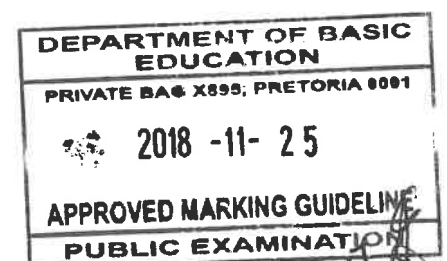 DEPARTMENT OF BASIC
EDUCATION
PRIVATE BAG X895; PRETORIA 0001
2018 -11- 25
APPROVED MARKING GUIDELINE
PUBLIC EXAMINATION